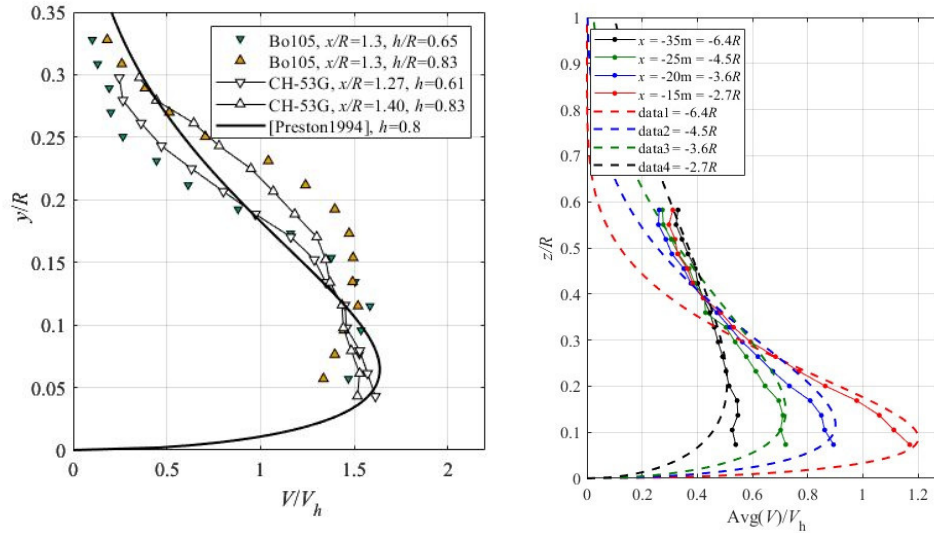 0.35
0.3
0.25
0.2
0.15
0.1
0.05
0
y/R
0
0.5
1
1.5
2
V/Vh
Bo105, x/R=1.3, h/R=0.65
Bo105, x/R=1.3, h/R=0.83
CH-53G, x/R=1.27, h=0.61
CH-53G, x/R=1.40, h=0.83
[Preston1994], h=0.8
1
0.9
0.8
0.7
0.6
0.5
0.4
0.3
0.2
0.1
0
z/R
0
0.2
0.4
0.6
0.8
1
1.2
Avg(V)/Vh
x = -35m = -6.4R
x = -25m = -4.5R
x = -20m = -3.6R
x = -15m = -2.7R
data1 = -6.4R
data2 = -4.5R
data3 = -3.6R
data4 = -2.7R